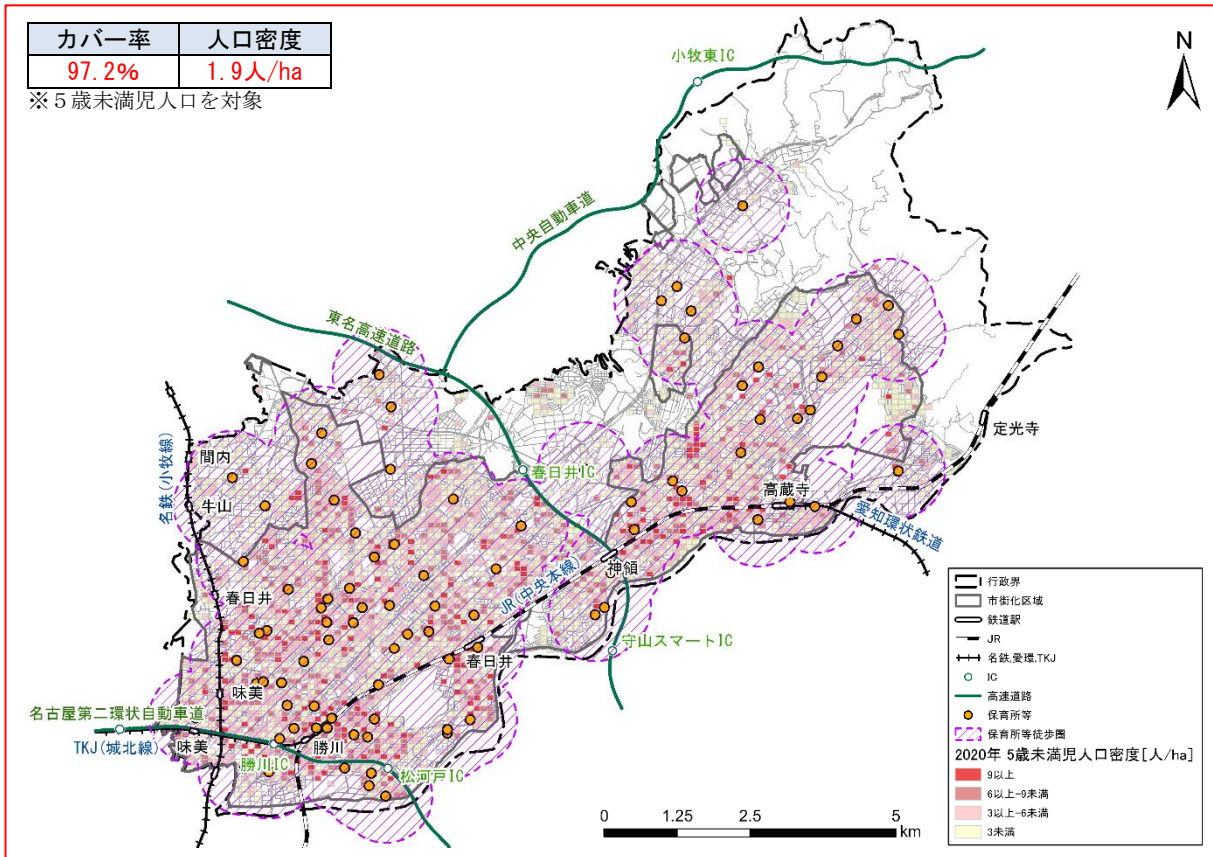 カバー率 人口密度
97.2% 1.9人/ha
※５歳未満児人口を対象
N
小牧東IC
中央自動車道
東名高速道路
名鉄(小牧線)
間内
牛山
春日井IC
定光寺
高蔵寺
愛知環状鉄道
JR(中央本線)
神領
春日井
守山スマートIC
春日井
味美
名古屋第二環状自動車道
TKJ(城北線)
味美
勝川
勝川IC
松河戸IC
0 1.25 2.5 5
km
行政界
市街化区域
鉄道駅
JR
名鉄,愛環,TKJ
IC
高速道路
保育所等
保育所等徒歩圏
2020年 5歳未満児人口密度[人/ha]
9以上
6以上-9未満
3以上-6未満
3未満